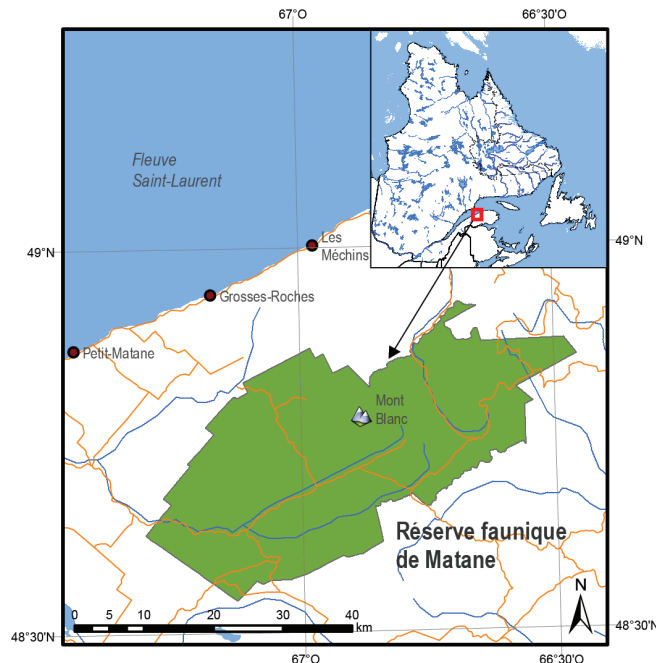 67°O
66°30'O
Fleuve
Saint-Laurent
49°N
49°N
Les
Méchins
Grosses-Roches
Petit-Matane
Mont
Blanc
Réserve faunique
de Matane
N
0 5 10 20 30 40
km
48°30'N
48°30'N
67°O
66°30'O